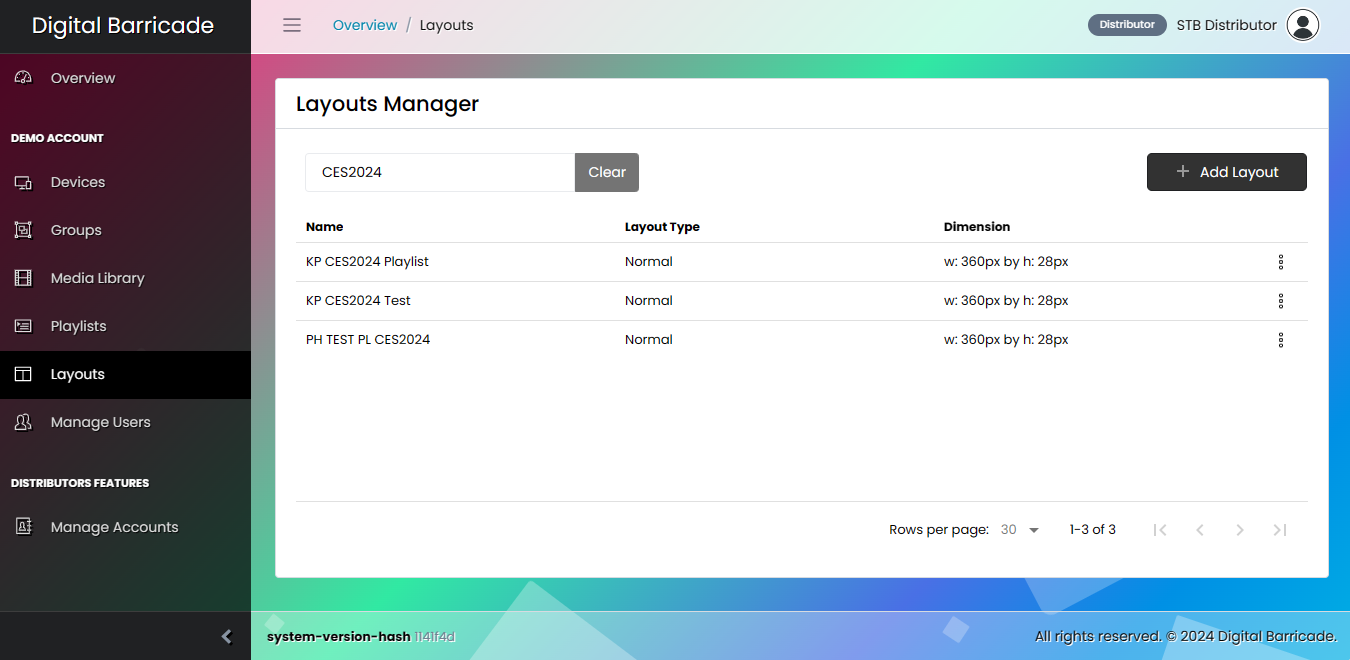 Digital Barricade
Overview / Layouts
Distributor STB Distributor
Overview
DEMO ACCOUNT
Devices
Groups
Media Library
Playlists
Layouts
Manage Users
DISTRIBUTORS FEATURES
Manage Accounts
Layouts Manager
CES2024 Clear + Add Layout
Name Layout Type Dimension
KP CES2024 Playlist Normal w: 360px by h: 28px
KP CES2024 Test Normal w: 360px by h: 28px
PH TEST PL CES2024 Normal w: 360px by h: 28px
Rows per page: 30 1-3 of 3
system-version-hash 1141f4d
All rights reserved. © 2024 Digital Barricade.